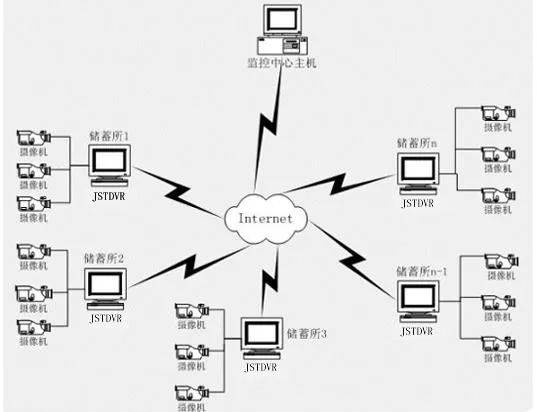 监控中心主机
储蓄所1
摄像机
摄像机
摄像机
JSTDVR
储蓄所n
摄像机
摄像机
摄像机
JSTDVR
Internet
储蓄所2
摄像机
摄像机
摄像机
JSTDVR
储蓄所n-1
摄像机
摄像机
摄像机
JSTDVR
储蓄所3
摄像机
摄像机
摄像机
JSTDVR